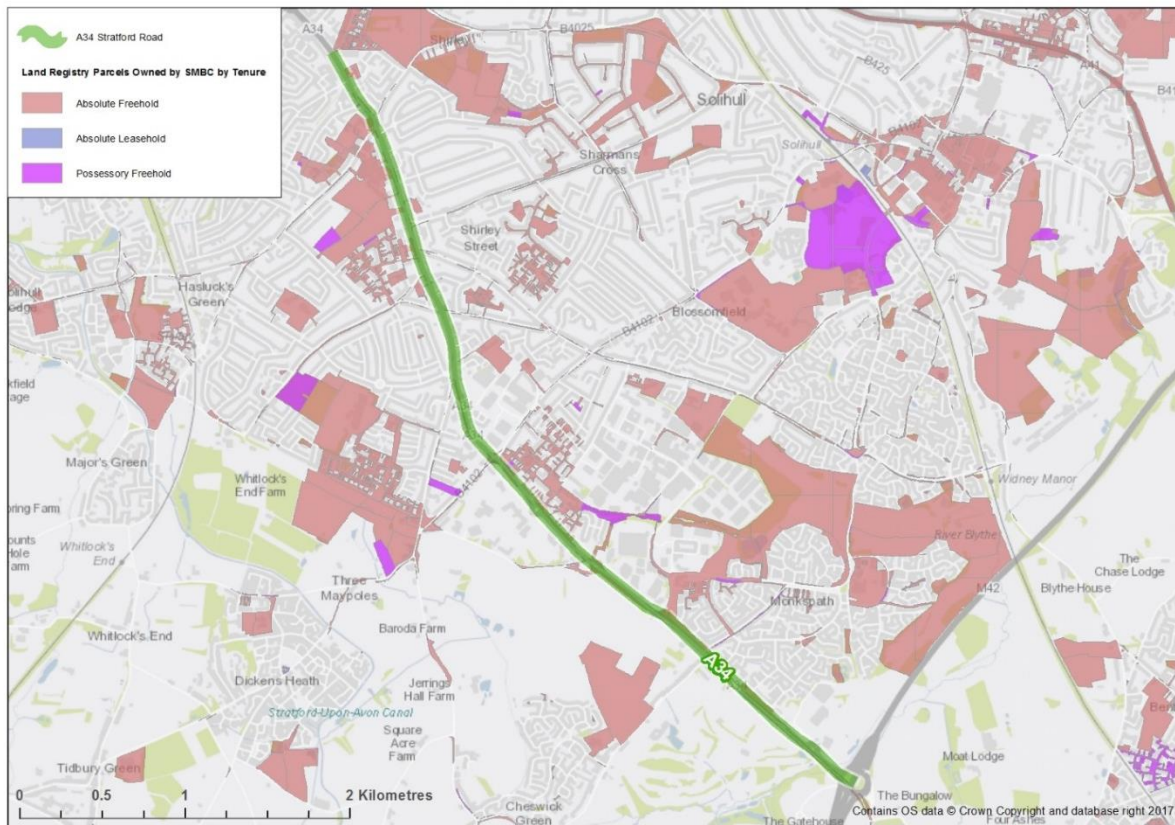 A34 Stratford Road
Land Registry Parcels Owned by SMBC by Tenure
Absolute Freehold
Absolute Leasehold
Possessory Freehold
A34
Shirley
B4025
B425
A41
Solihull
Sharmans
Cross
Solihull
B4102
Shirley
Street
Hasluck's
Green
B4102
Blossomfield
Major's Green
Whitlock's
End Farm
B4102
Widney Manor
River Blythe
Whitlock's
End
Three
Maypoles
Monkspath
M42
The
Chase Lodge
Blythe House
Whitlock's End
Baroda Farm
Dickens Heath
Jerrings
Hall Farm
A34
Stratford-Upon-Avon Canal
Square
Acre
Farm
Tidbury Green
Moat Lodge
0 0.5 1 2 Kilometres
Cheswick
Green
The Bungalow
The Gatehouse
Four Ashes
Contains OS data © Crown Copyright and database right 2017